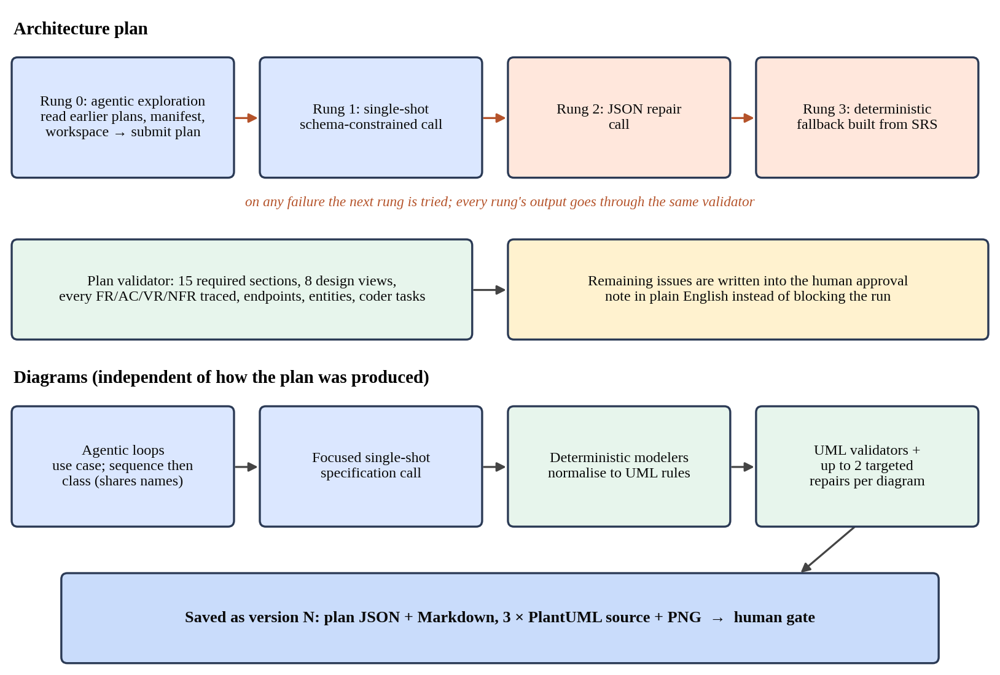 Architecture plan
Rung 0: agentic exploration
read earlier plans, manifest,
workspace → submit plan
Rung 1: single-shot
schema-constrained call
Rung 2: JSON repair
call
Rung 3: deterministic
fallback built from SRS
on any failure the next rung is tried; every rung's output goes through the same validator
Plan validator: 15 required sections, 8 design views,
every FR/AC/VR/NFR traced, endpoints, entities, coder tasks
Remaining issues are written into the human approval
note in plain English instead of blocking the run
Diagrams (independent of how the plan was produced)
Agentic loops
use case; sequence then
class (shares names)
Focused single-shot
specification call
Deterministic modelers
normalise to UML rules
UML validators +
up to 2 targeted
repairs per diagram
Saved as version N: plan JSON + Markdown, 3 × PlantUML source + PNG → human gate